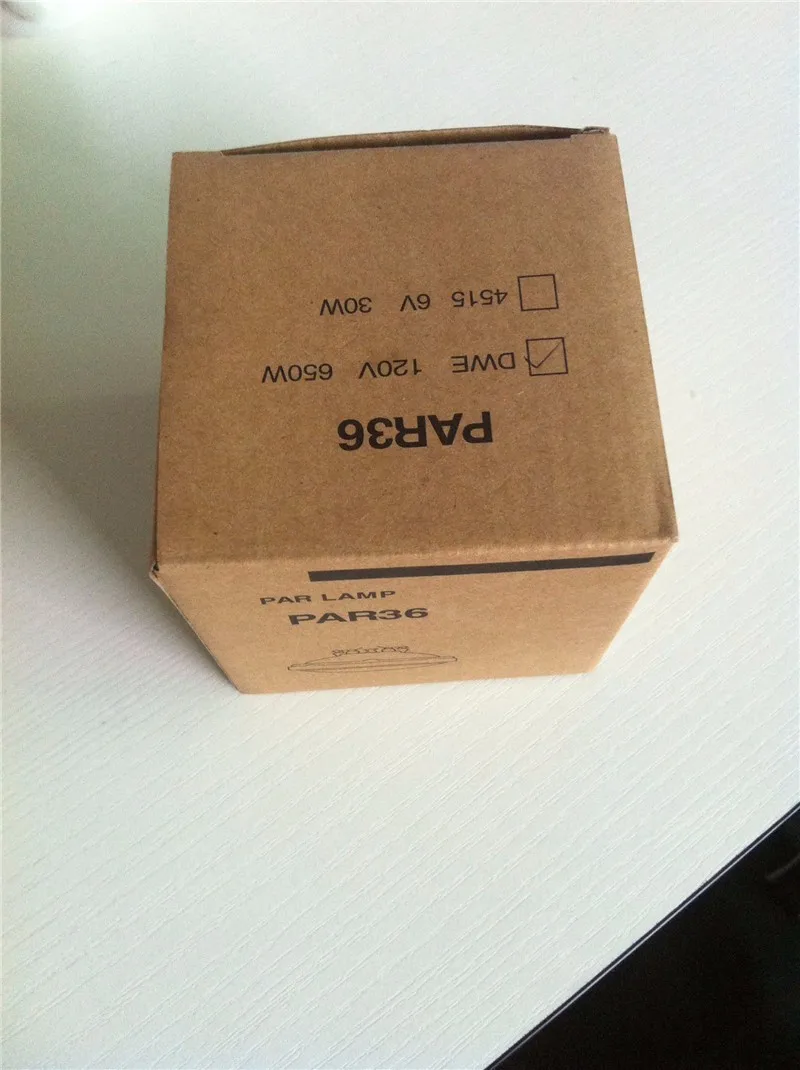 PAR36
DWE 120V 650W
4515 6V 30W
PAR LAMP
PAR36